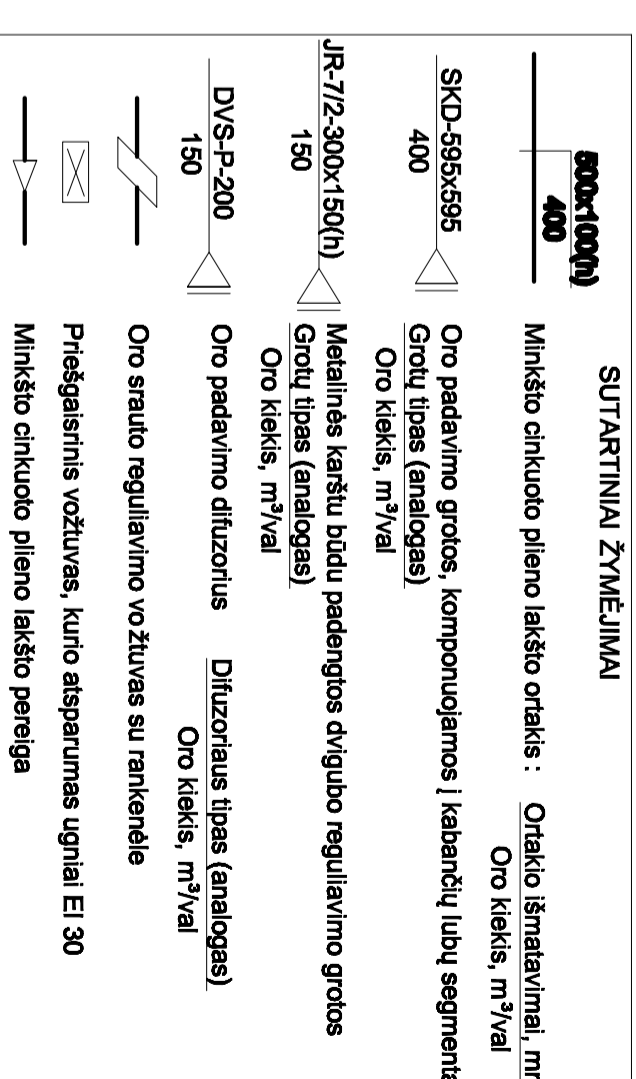 SUTARTINIAI ŽYMĖJIMAI
500x100(h)
400
Minkšto cinkuoto plieno lakšto ortakis : Ortakio išmatavimai,
Oro kiekis, m³/val
SKD-595x595
400
Oro padavimo grotos, komponuojamos į kabančių lubų
Grotų tipas (analogas)
Oro kiekis, m³/val
JR-7/2-300x150(h)
150
Metalinės karštu būdu padengtos dvigubo reguliavimo grotos
Grotų tipas (analogas)
Oro kiekis, m³/val
DVS-P-200
150
Oro padavimo difuzorius Difuzoriaus tipas (analogas)
Oro kiekis, m³/val
Oro srauto reguliavimo vožtuvas su rankenėle
Priešgaisrinis vožtuvas, kurio atsparumas ugniai EI 30
Minkšto cinkuoto plieno lakšto pereiga